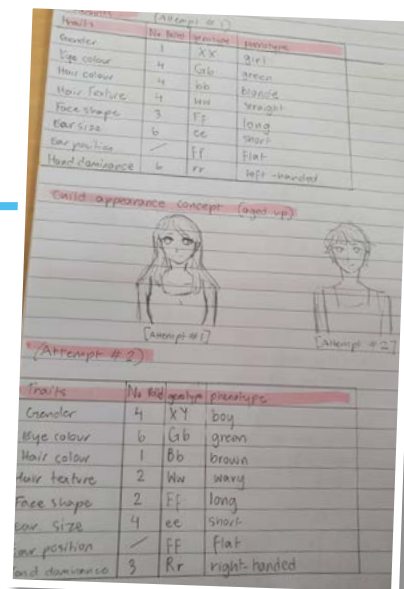 (Attempt #1)
Traits No Rold genotype phenotype
Gender 1 XX girl
Eye colour 4 Gb green
Hair colour 4 bb blonde
Hair texture 4 ww straight
Face shape 3 Ff long
Ear size 6 ee short
Ear position / Ff Flat
Hand dominance 6 rr left-handed
Child appearance concept (aged up)
[Attempt #1]
[Attempt #2]
(Attempt #2)
Traits No Rold genotype phenotype
Gender 4 XY boy
Eye colour 6 Gb green
Hair colour 1 Bb brown
Hair texture 2 Ww wavy
Face shape 2 Ff long
Ear size 4 ee short
Ear position / FF Flat
Hand dominance 3 Rr right-handed